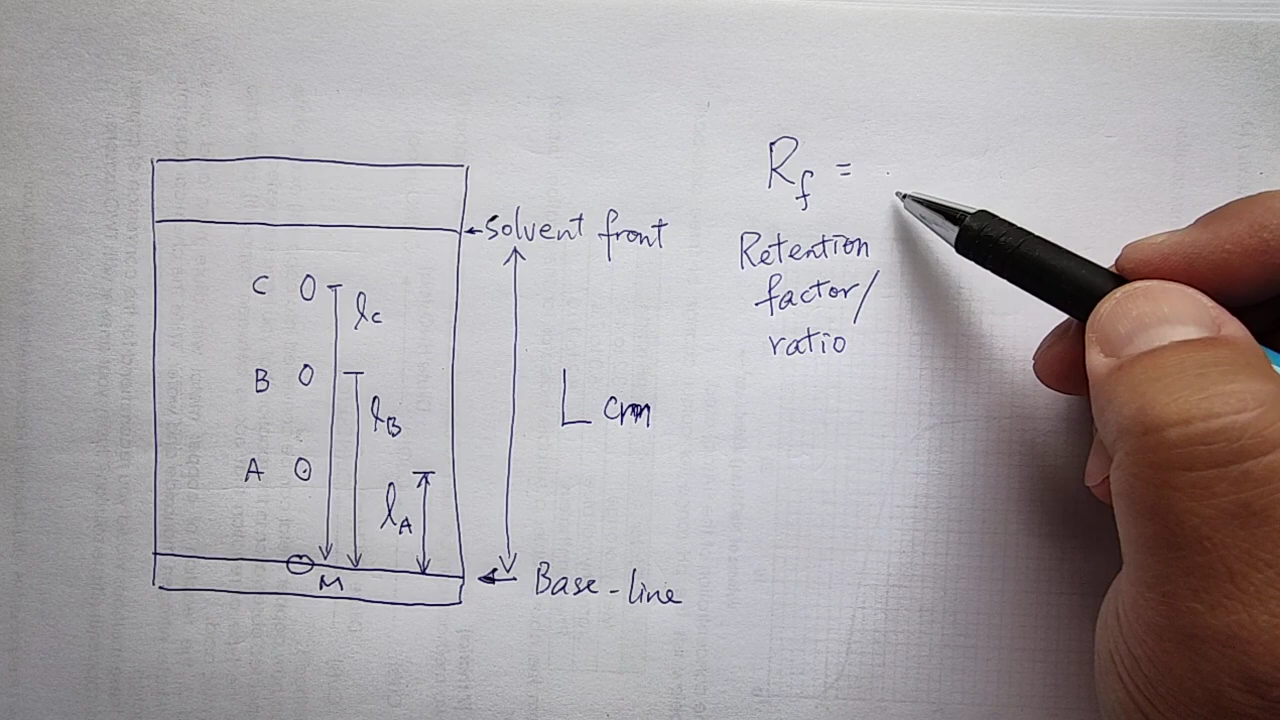 Rf =
Retention
factor/
ratio
Solvent front
C
lc
B
lB
L cm
A
lA
M
Base-line